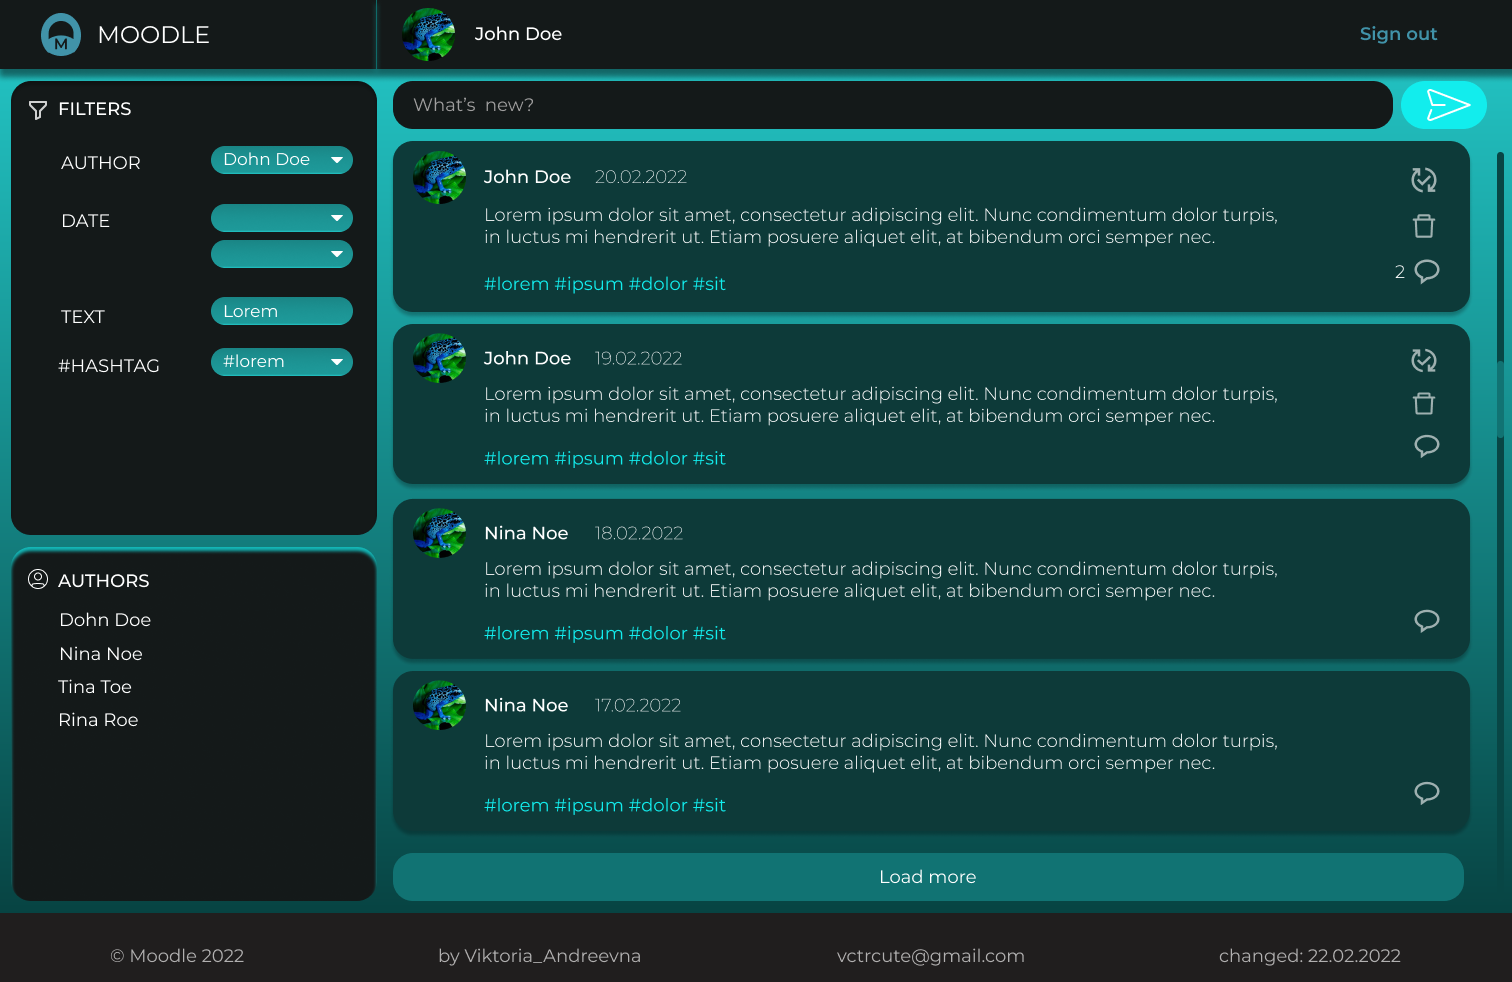 M MOODLE
John Doe
Sign out
FILTERS
AUTHOR
Dohn Doe
DATE
TEXT
Lorem
#HASHTAG
#lorem
AUTHORS
Dohn Doe
Nina Noe
Tina Toe
Rina Roe
What's new?
John Doe 20.02.2022
Lorem ipsum dolor sit amet, consectetur adipiscing elit. Nunc condimentum dolor turpis,
in luctus mi hendrerit ut. Etiam posuere aliquet elit, at bibendum orci semper nec.
#lorem #ipsum #dolor #sit
2
John Doe 19.02.2022
Lorem ipsum dolor sit amet, consectetur adipiscing elit. Nunc condimentum dolor turpis,
in luctus mi hendrerit ut. Etiam posuere aliquet elit, at bibendum orci semper nec.
#lorem #ipsum #dolor #sit
Nina Noe 18.02.2022
Lorem ipsum dolor sit amet, consectetur adipiscing elit. Nunc condimentum dolor turpis,
in luctus mi hendrerit ut. Etiam posuere aliquet elit, at bibendum orci semper nec.
#lorem #ipsum #dolor #sit
Nina Noe 17.02.2022
Lorem ipsum dolor sit amet, consectetur adipiscing elit. Nunc condimentum dolor turpis,
in luctus mi hendrerit ut. Etiam posuere aliquet elit, at bibendum orci semper nec.
#lorem #ipsum #dolor #sit
Load more
© Moodle 2022
by Viktoria_Andreevna
vctrcute@gmail.com
changed: 22.02.2022